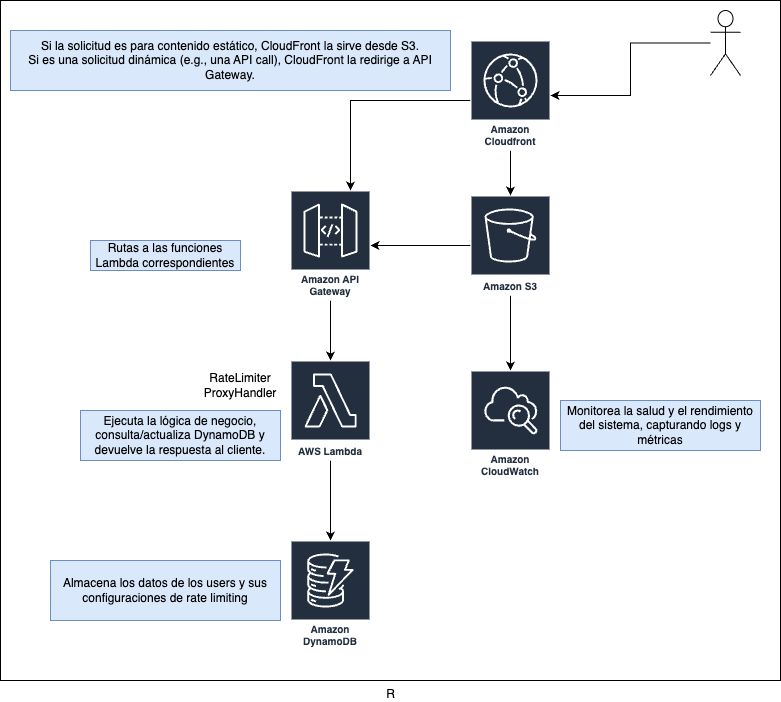 Si la solicitud es para contenido estático, CloudFront la sirve desde S3.
Si es una solicitud dinámica (e.g., una API call), CloudFront la redirige a API
Gateway.
Amazon
Cloudfront
Rutas a las funciones
Lambda correspondientes
Amazon API
Gateway
Amazon S3
RateLimiter
ProxyHandler
Ejecuta la lógica de negocio,
consulta/actualiza DynamoDB y
devuelve la respuesta al cliente.
AWS Lambda
Amazon
CloudWatch
Monitorea la salud y el rendimiento
del sistema, capturando logs y
métricas
Almacena los datos de los users y sus
configuraciones de rate limiting
Amazon
DynamoDB
R